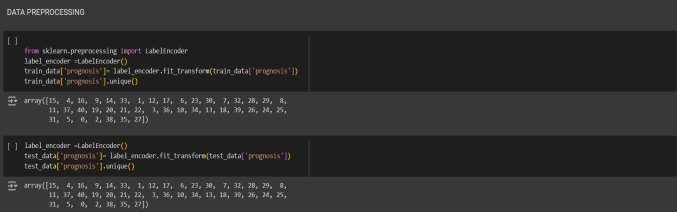 DATA PREPROCESSING
[ ]
from sklearn.preprocessing import LabelEncoder
label_encoder =LabelEncoder()
train_data['prognosis']= label_encoder.fit_transform(train_data['prognosis'])
train_data['prognosis'].unique()
array([15, 4, 16, 9, 14, 33, 1, 12, 17, 6, 23, 30, 7, 32, 28, 29, 8,
11, 37, 40, 19, 20, 21, 22, 3, 36, 10, 34, 13, 18, 39, 26, 24, 25,
31, 5, 0, 2, 38, 35, 27])
[ ] label_encoder =LabelEncoder()
test_data['prognosis']= label_encoder.fit_transform(test_data['prognosis'])
test_data['prognosis'].unique()
array([15, 4, 16, 9, 14, 33, 1, 12, 17, 6, 23, 30, 7, 32, 28, 29, 8,
11, 37, 40, 19, 20, 21, 22, 3, 36, 10, 34, 13, 18, 39, 26, 24, 25,
31, 5, 0, 2, 38, 35, 27])